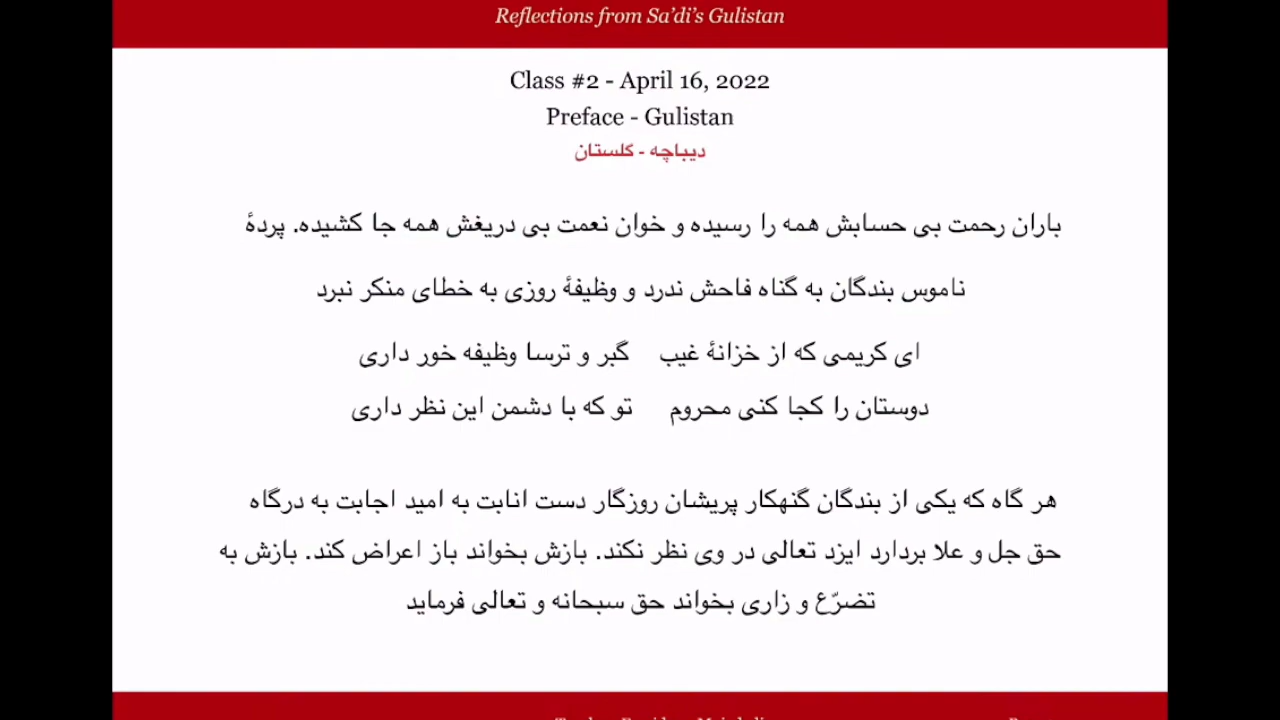 Reflections from Sa’di’s Gulistan
Class #2 - April 16, 2022
Preface - Gulistan
دیباچه - گلستان
باران رحمت بی حسابش همه را رسیده و خوان نعمت بی دریغش همه جا کشیده. پردهٔ
ناموس بندگان به گناه فاحش ندرد و وظیفهٔ روزی به خطای منکر نبرد
ای کریمی که از خزانهٔ غیب گبر و ترسا وظیفه خور داری
دوستان را کجا کنی محروم تو که با دشمن این نظر داری
هر گاه که یکی از بندگان گنهکار پریشان روزگار دست انابت به امید اجابت به درگاه
حق جل و علا بردارد ایزد تعالی در وی نظر نکند. بازش بخواند باز اعراض کند. بازش به
تضرّع و زاری بخواند حق سبحانه و تعالی فرماید